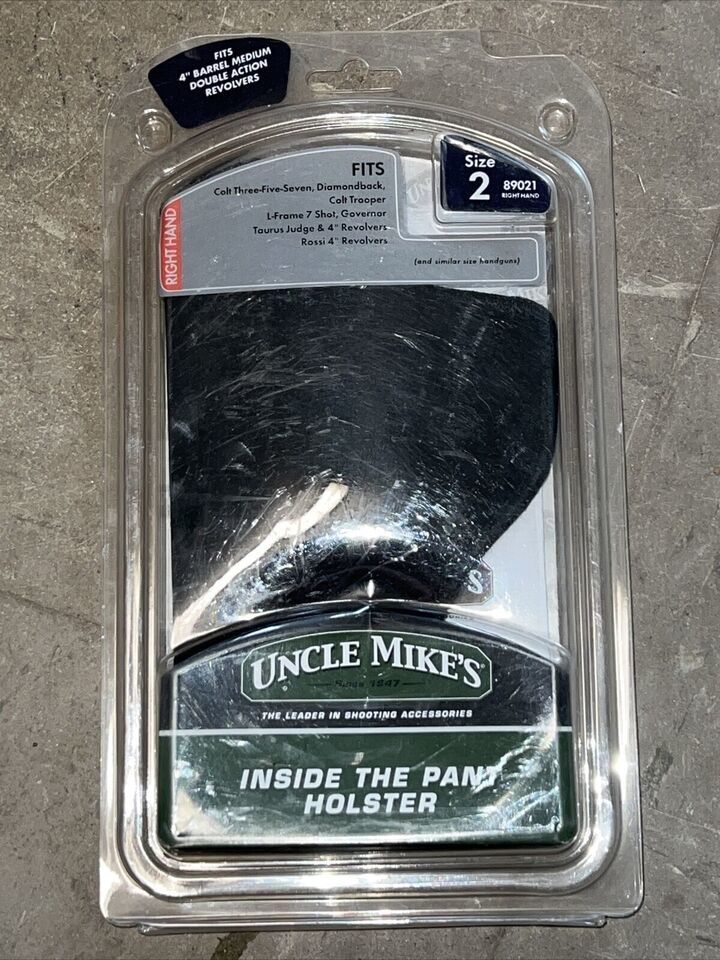 FITS
4" BARREL MEDIUM
DOUBLE ACTION
REVOLVERS
FITS
Colt Three-Five-Seven, Diamondback,
Colt Trooper
L-Frame 7 Shot, Governor
Taurus Judge & 4" Revolvers
Rossi 4" Revolvers
(and similar size handguns)
RIGHT HAND
Size
2
89021
RIGHT HAND
UNCLE
S
UNCLE MIKE'S
Since 1847
THE LEADER IN SHOOTING ACCESSORIES
INSIDE THE PANT
HOLSTER